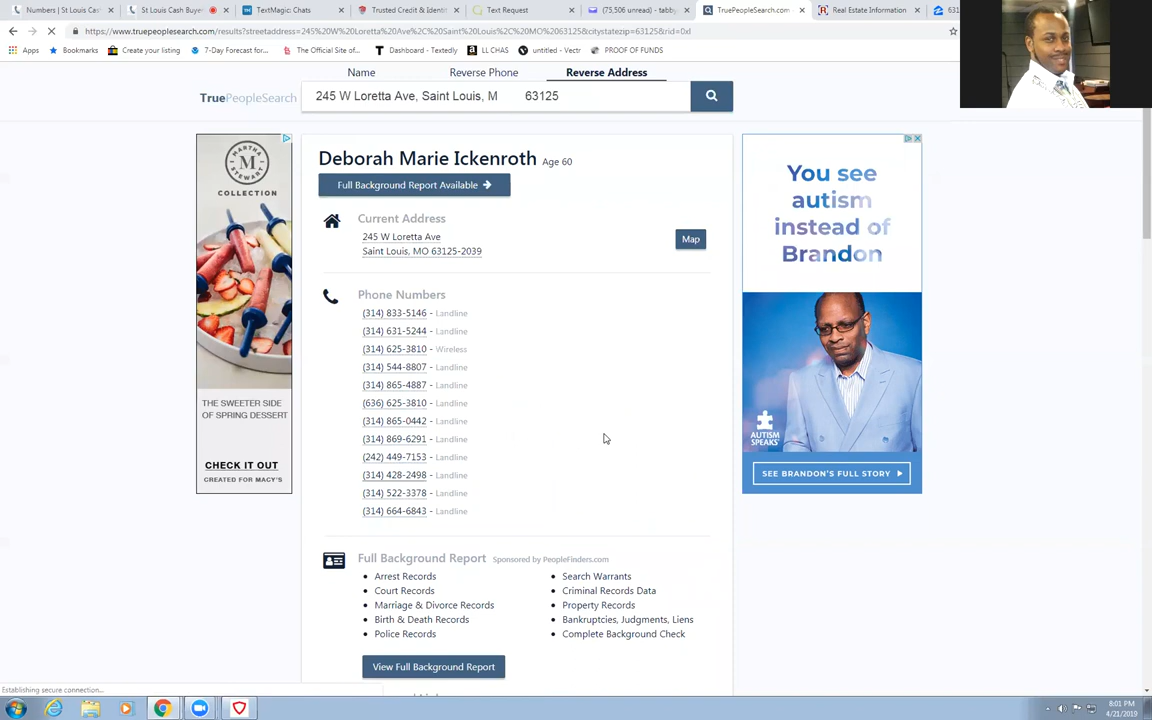 Numbers | St Louis Cas
St Louis Cash Buyer
TextMagic: Chats
Trusted Credit & Identit
Text Request
(75,506 unread) - tabby
TruePeopleSearch.com -
Real Estate Information
631
https://www.truepeoplesearch.com/results?streetaddress=245%20W%20Loretta%20Ave%2C%20Saint%20Louis%2C%20MO%2063125&citystatezip=63125&rid=0xl
Apps
Bookmarks
Create your listing
7-Day Forecast for...
The Official Site of...
Dashboard - Textedly
LL CHAS
untitled - Vectr
PROOF OF FUNDS
Name
Reverse Phone
Reverse Address
TruePeopleSearch
245 W Loretta Ave, Saint Louis, M 63125
MARTHA STEWART
M
COLLECTION
THE SWEETER SIDE
OF SPRING DESSERT
CHECK IT OUT
CREATED FOR MACY'S
Deborah Marie Ickenroth Age 60
Full Background Report Available
Current Address
245 W Loretta Ave
Saint Louis, MO 63125-2039
Map
Phone Numbers
(314) 833-5146 - Landline
(314) 631-5244 - Landline
(314) 625-3810 - Wireless
(314) 544-8807 - Landline
(314) 865-4887 - Landline
(636) 625-3810 - Landline
(314) 865-0442 - Landline
(314) 869-6291 - Landline
(242) 449-7153 - Landline
(314) 428-2498 - Landline
(314) 522-3378 - Landline
(314) 664-6843 - Landline
Full Background Report Sponsored by PeopleFinders.com
Arrest Records
Court Records
Marriage & Divorce Records
Birth & Death Records
Police Records
Search Warrants
Criminal Records Data
Property Records
Bankruptcies, Judgments, Liens
Complete Background Check
View Full Background Report
You see
autism
instead of
Brandon
AUTISM
SPEAKS
SEE BRANDON'S FULL STORY
Establishing secure connection...
8:01 PM
4/21/2019